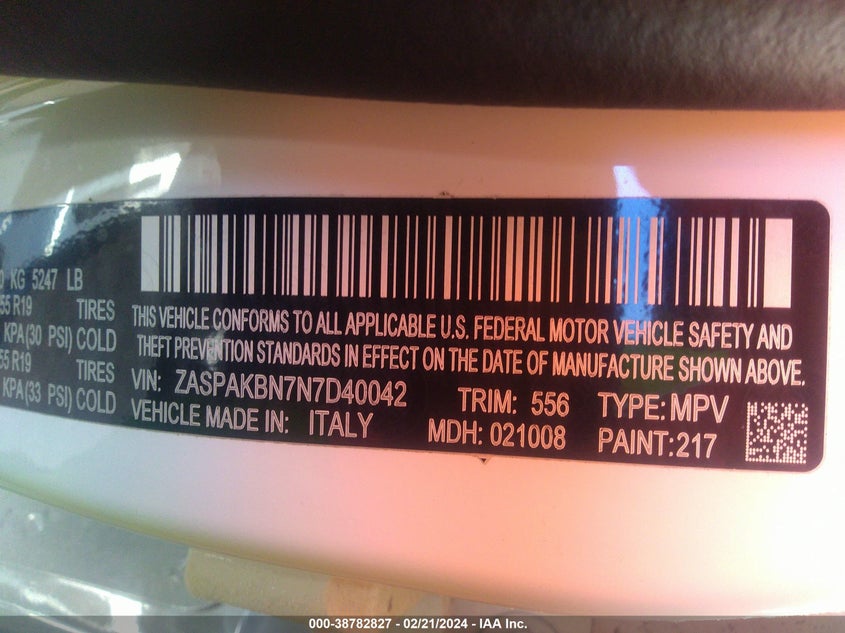 KG 5247 LB
55 R19 TIRES
KPA(30 PSI) COLD
55 R19 TIRES
KPA(33 PSI) COLD
THIS VEHICLE CONFORMS TO ALL APPLICABLE U.S. FEDERAL MOTOR VEHICLE SAFETY AND
THEFT PREVENTION STANDARDS IN EFFECT ON THE DATE OF MANUFACTURE SHOWN ABOVE.
VIN: ZASPAKBN7N7D40042 TRIM: 556 TYPE: MPV
VEHICLE MADE IN: ITALY MDH: 021008 PAINT: 217
000-38782827 - 02/21/2024 - IAA Inc.